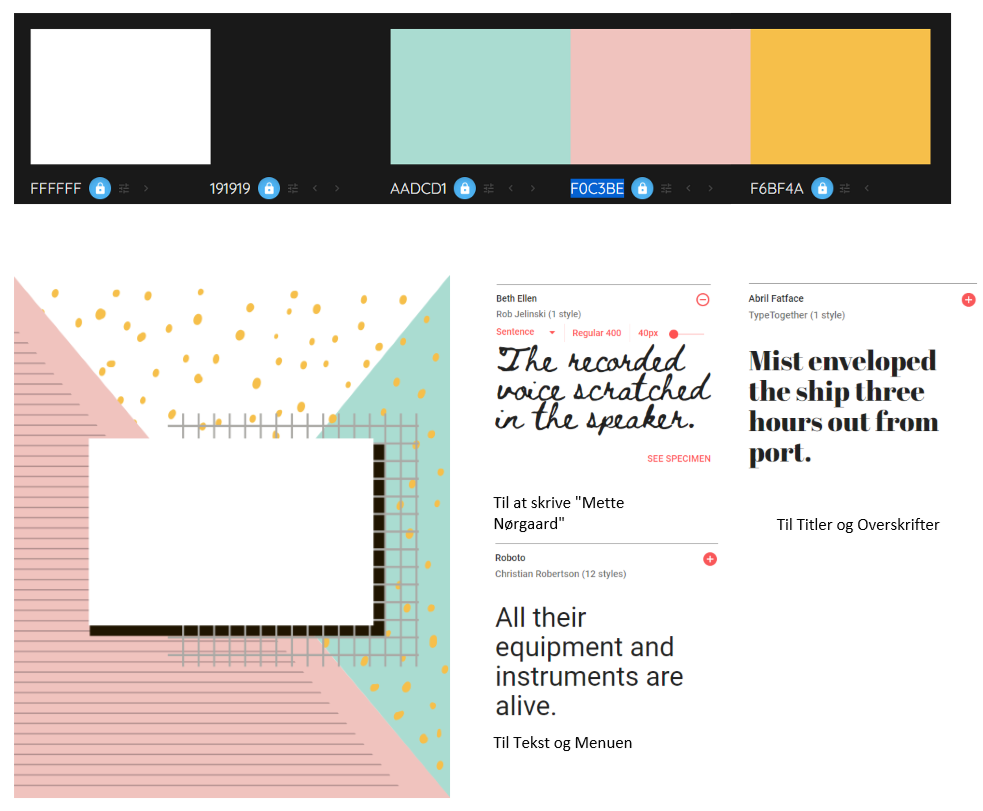 FFFFFF 191919 AADCD1 F0C3BE F6BF4A
Beth Ellen
Rob Jelinski (1 style)
Sentence Regular 400 40px
The recorded
voice scratched
in the speaker.
SEE SPECIMEN
Til at skrive "Mette
Nørgaard"
Abril Fatface
TypeTogether (1 style)
Mist enveloped
the ship three
hours out from
port.
Til Titler og Overskrifter
Roboto
Christian Robertson (12 styles)
All their
equipment and
instruments are
alive.
Til Tekst og Menuen